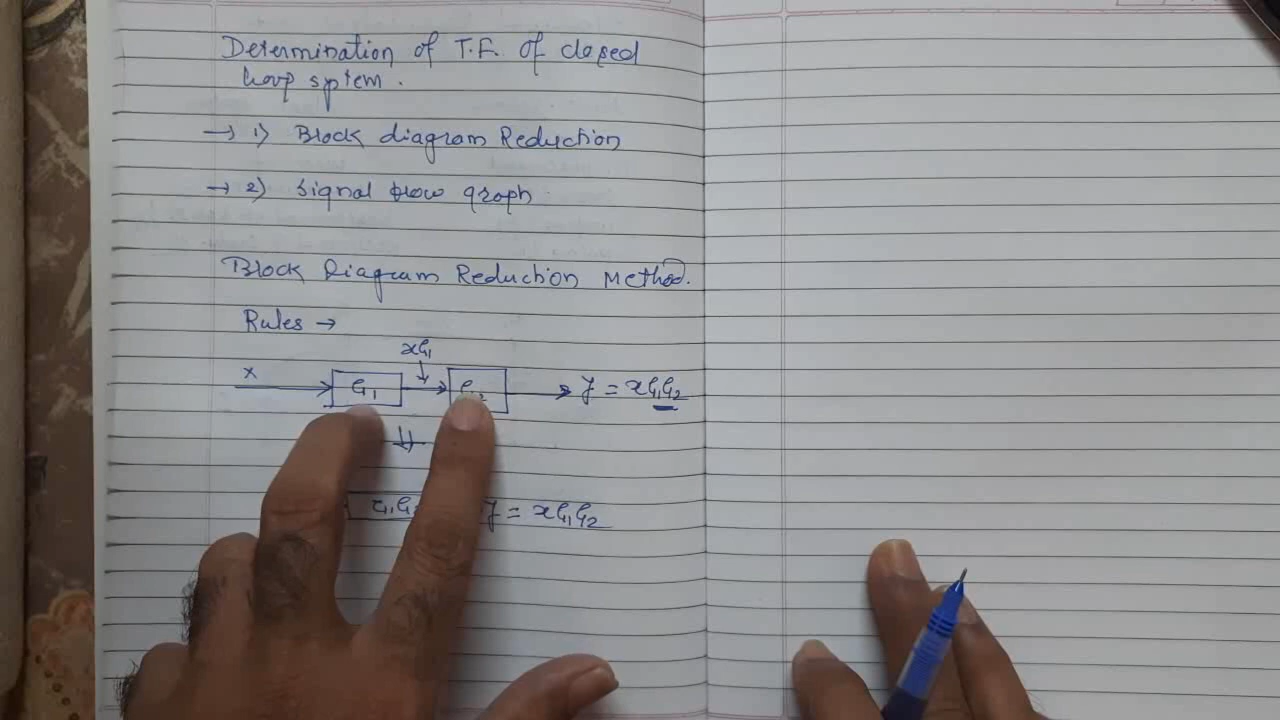 Determination of T.F. of closed
loop system.
→ 1) Block diagram Reduction
→ 2) Signal flow graph
Block Diagram Reduction Method.
Rules →
xG₁
x
G₁
y = xG₁G₂
G₁G₂
y = xG₁G₂